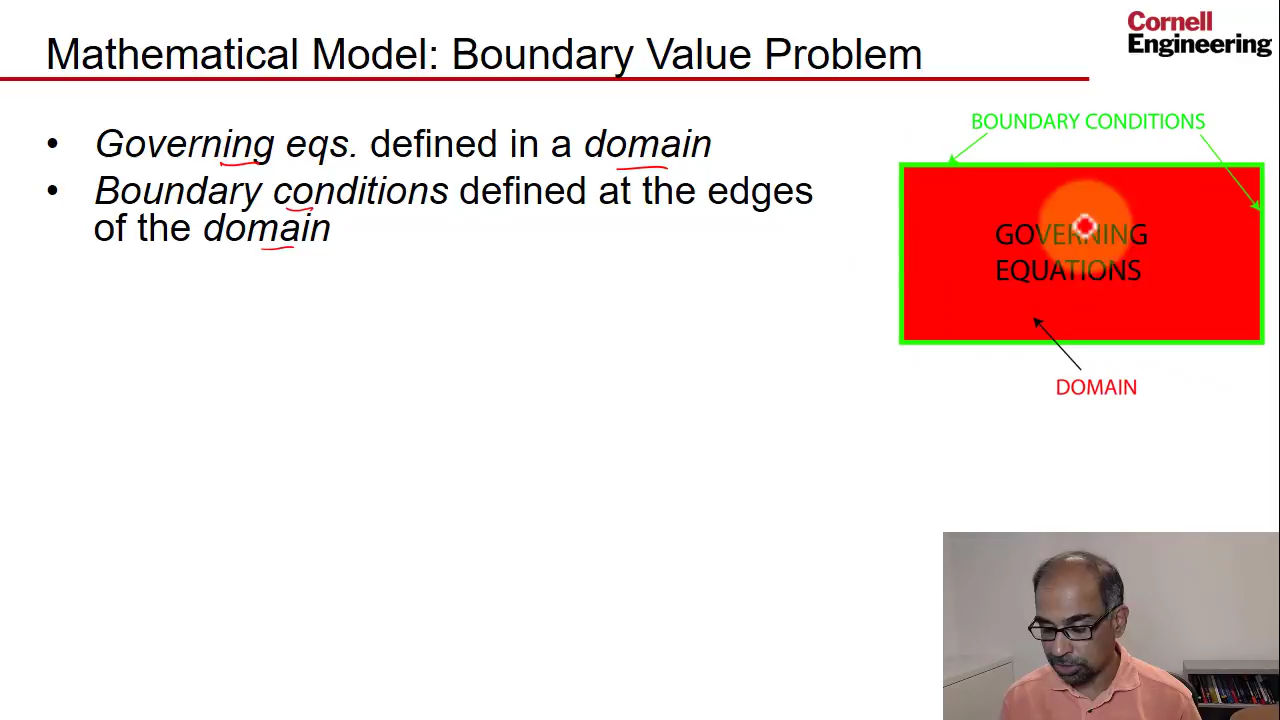 Mathematical Model: Boundary Value Problem
Cornell
Engineering
• Governing eqs. defined in a domain
• Boundary conditions defined at the edges
of the domain
BOUNDARY CONDITIONS
GOVERNING
EQUATIONS
DOMAIN